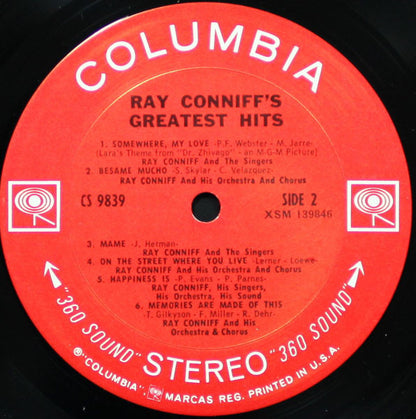 COLUMBIA
RAY CONNIFF'S
GREATEST HITS
1. SOMEWHERE, MY LOVE -P.F. Webster - M. Jarre-
(Lara's Theme from "Dr. Zhivago" - an M-G-M Picture)
RAY CONNIFF And The Singers
2. BESAME MUCHO -S. Skylar - C. Velazquez-
RAY CONNIFF And His Orchestra And Chorus
CS 9839
SIDE 2
XSM 139846
3. MAME -J. Herman-
RAY CONNIFF And The Singers
4. ON THE STREET WHERE YOU LIVE -Lerner - Loewe-
RAY CONNIFF And His Orchestra And Chorus
5. HAPPINESS IS -P. Evans - P. Parnes-
RAY CONNIFF, His Singers,
His Orchestra, His Sound
6. MEMORIES ARE MADE OF THIS
-T. Gilkyson - F. Miller - R. Dehr-
RAY CONNIFF And His
Orchestra & Chorus
"360 SOUND" STEREO "360 SOUND"
® "COLUMBIA", MARCAS REG. PRINTED IN U.S.A.